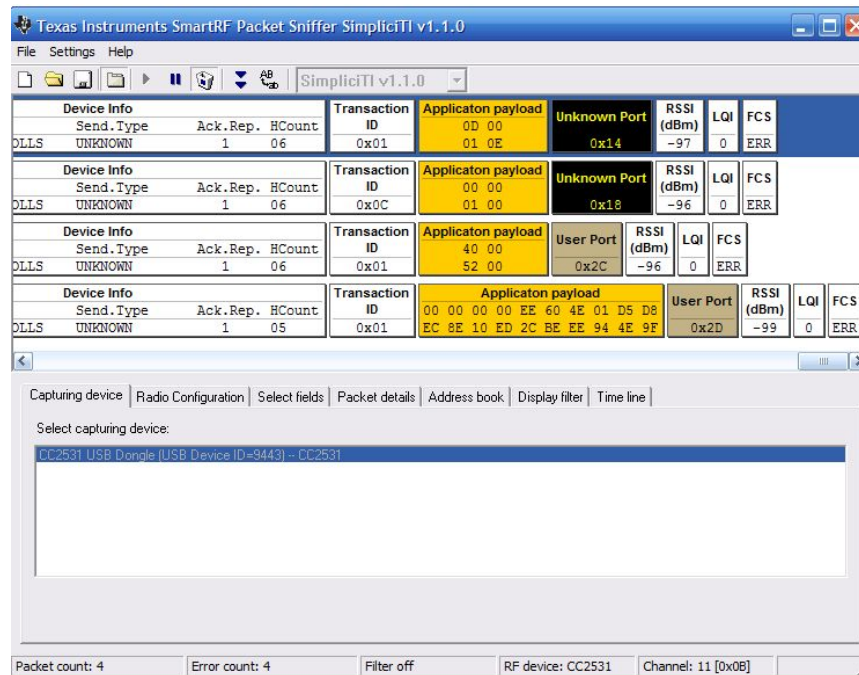 Texas Instruments SmartRF Packet Sniffer SimpliciTI v1.1.0
File Settings Help
SimpliciTI v1.1.0
Device Info Transaction Applicaton payload Unknown Port RSSI LQI FCS
Send.Type Ack.Rep. HCount ID 0D 00 (dBm)
OLLS UNKNOWN 1 06 0x01 01 0E 0x14 -97 0 ERR
Device Info Transaction Applicaton payload Unknown Port RSSI LQI FCS
Send.Type Ack.Rep. HCount ID 00 00 (dBm)
OLLS UNKNOWN 1 06 0x0C 01 00 0x18 -96 0 ERR
Device Info Transaction Applicaton payload User Port RSSI LQI FCS
Send.Type Ack.Rep. HCount ID 40 00 (dBm)
OLLS UNKNOWN 1 06 0x01 52 00 0x2C -96 0 ERR
Device Info Transaction Applicaton payload User Port RSSI LQI FCS
Send.Type Ack.Rep. HCount ID 00 00 00 00 EE 60 4E 01 D5 D8 (dBm)
OLLS UNKNOWN 1 05 0x01 EC 8E 10 ED 2C BE EE 94 4E 9F 0x2D -99 0 ERR
Capturing device Radio Configuration Select fields Packet details Address book Display filter Time line
Select capturing device:
CC2531 USB Dongle (USB Device ID=9443) -- CC2531
Packet count: 4 Error count: 4 Filter off RF device: CC2531 Channel: 11 [0x0B]